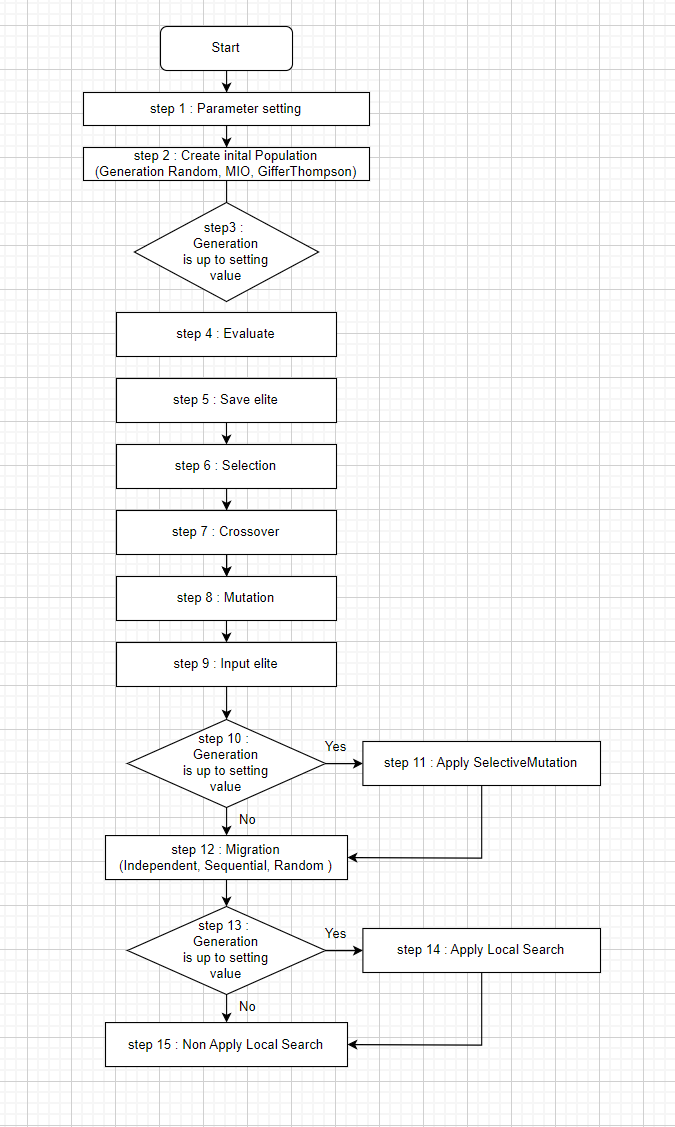 Start
step 1 : Parameter setting
step 2 : Create inital Population
(Generation Random, MIO, GifferThompson)
step3 :
Generation
is up to setting
value
step 4 : Evaluate
step 5 : Save elite
step 6 : Selection
step 7 : Crossover
step 8 : Mutation
step 9 : Input elite
step 10 :
Generation
is up to setting
value
Yes
step 11 : Apply SelectiveMutation
No
step 12 : Migration
(Independent, Sequential, Random )
step 13 :
Generation
is up to setting
value
Yes
step 14 : Apply Local Search
No
step 15 : Non Apply Local Search